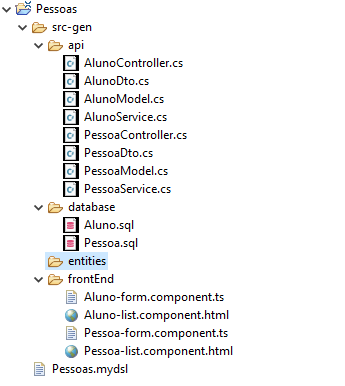 Pessoas
src-gen
api
AlunoController.cs
AlunoDto.cs
AlunoModel.cs
AlunoService.cs
PessoaController.cs
PessoaDto.cs
PessoaModel.cs
PessoaService.cs
database
Aluno.sql
Pessoa.sql
entities
frontEnd
Aluno-form.component.ts
Aluno-list.component.html
Pessoa-form.component.ts
Pessoa-list.component.html
Pessoas.mydsl